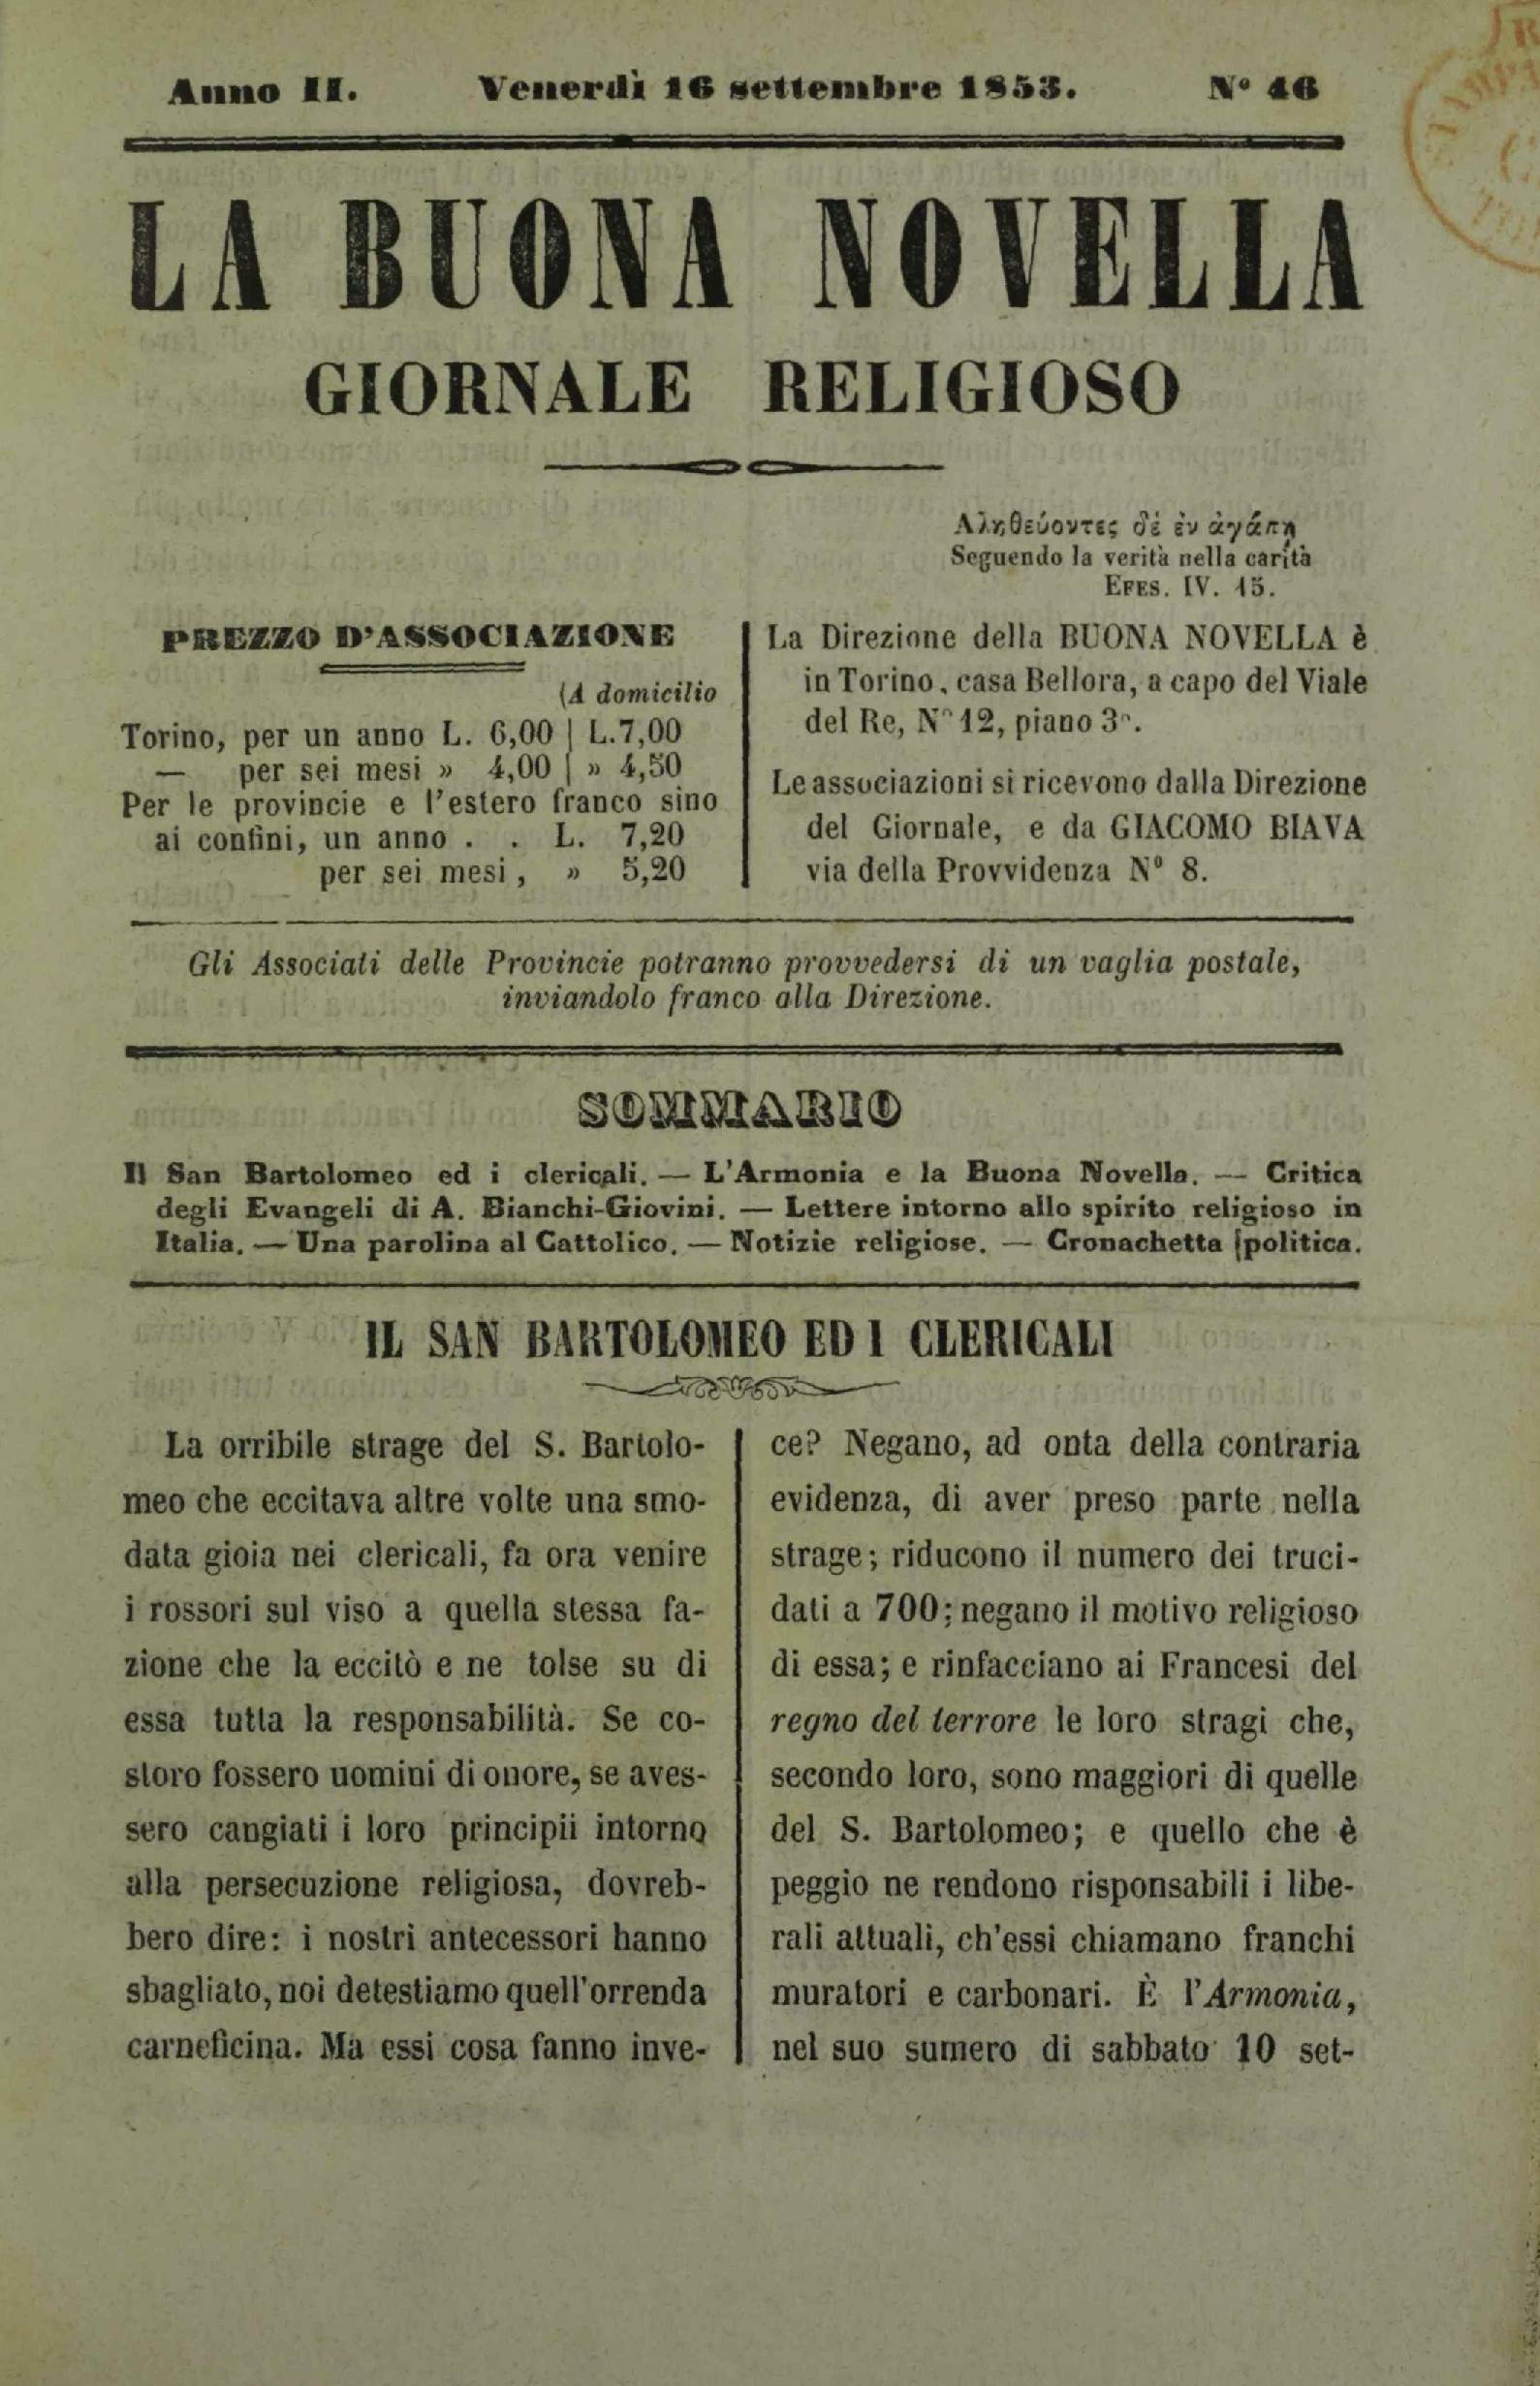 Anno II. Venerdì 16 settembre 1853. N° 46
LA BUONA NOVELLA
GIORNALE RELIGIOSO
Αληθεύοντες δέ ἐν ἀγάπῃ
Seguendo la verità nella carità
EFES. IV. 15.
PREZZO D'ASSOCIAZIONE
(A domicilio
Torino, per un anno L. 6,00 | L.7,00
— per sei mesi » 4,00 | » 4,50
Per le provincie e l'estero franco sino
ai confini, un anno . . L. 7,20
per sei mesi, » 5,20
La Direzione della BUONA NOVELLA è
in Torino, casa Bellora, a capo del Viale
del Re, N° 12, piano 3°.
Le associazioni si ricevono dalla Direzione
del Giornale, e da GIACOMO BIAVA
via della Provvidenza N° 8.
Gli Associati delle Provincie potranno provvedersi di un vaglia postale,
inviandolo franco alla Direzione.
SOMMARIO
Il San Bartolomeo ed i clericali. — L'Armonia e la Buona Novella. — Critica
degli Evangeli di A. Bianchi-Giovini. — Lettere intorno allo spirito religioso in
Italia. — Una parolina al Cattolico. — Notizie religiose. — Cronachetta politica.
IL SAN BARTOLOMEO ED I CLERICALI
La orribile strage del S. Bartolo-
meo che eccitava altre volte una smo-
data gioia nei clericali, fa ora venire
i rossori sul viso a quella stessa fa-
zione che la eccitò e ne tolse su di
essa tutta la responsabilità. Se co-
storo fossero uomini di onore, se aves-
sero cangiati i loro principii intorno
alla persecuzione religiosa, dovreb-
bero dire: i nostri antecessori hanno
sbagliato, noi detestiamo quell'orrenda
carneficina. Ma essi cosa fanno inve-
ce? Negano, ad onta della contraria
evidenza, di aver preso parte nella
strage; riducono il numero dei truci-
dati a 700; negano il motivo religioso
di essa; e rinfacciano ai Francesi del
regno del terrore le loro stragi che,
secondo loro, sono maggiori di quelle
del S. Bartolomeo; e quello che è
peggio ne rendono risponsabili i libe-
rali attuali, ch'essi chiamano franchi
muratori e carbonari. È l'Armonia,
nel suo sumero di sabbato 10 set-